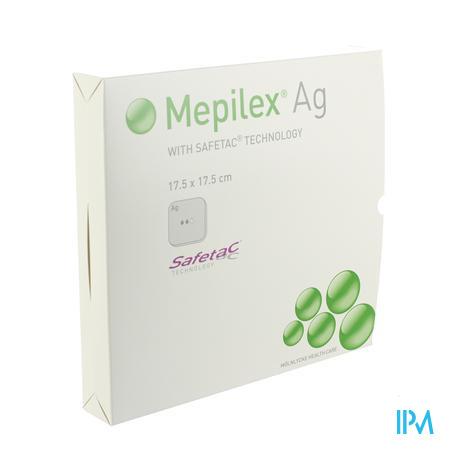 Mepilex® Ag
WITH SAFETAC® TECHNOLOGY
17.5 x 17.5 cm
Ag
Safetac
TECHNOLOGY
MÖLNLYCKE HEALTH CARE
IPM